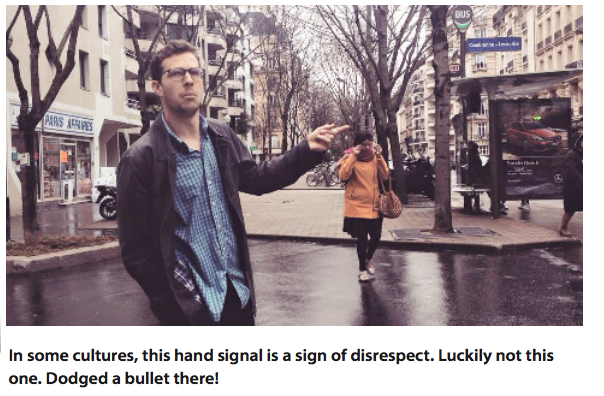 BUS
PARIS AFFAIRES
In some cultures, this hand signal is a sign of disrespect. Luckily not this
one. Dodged a bullet there!